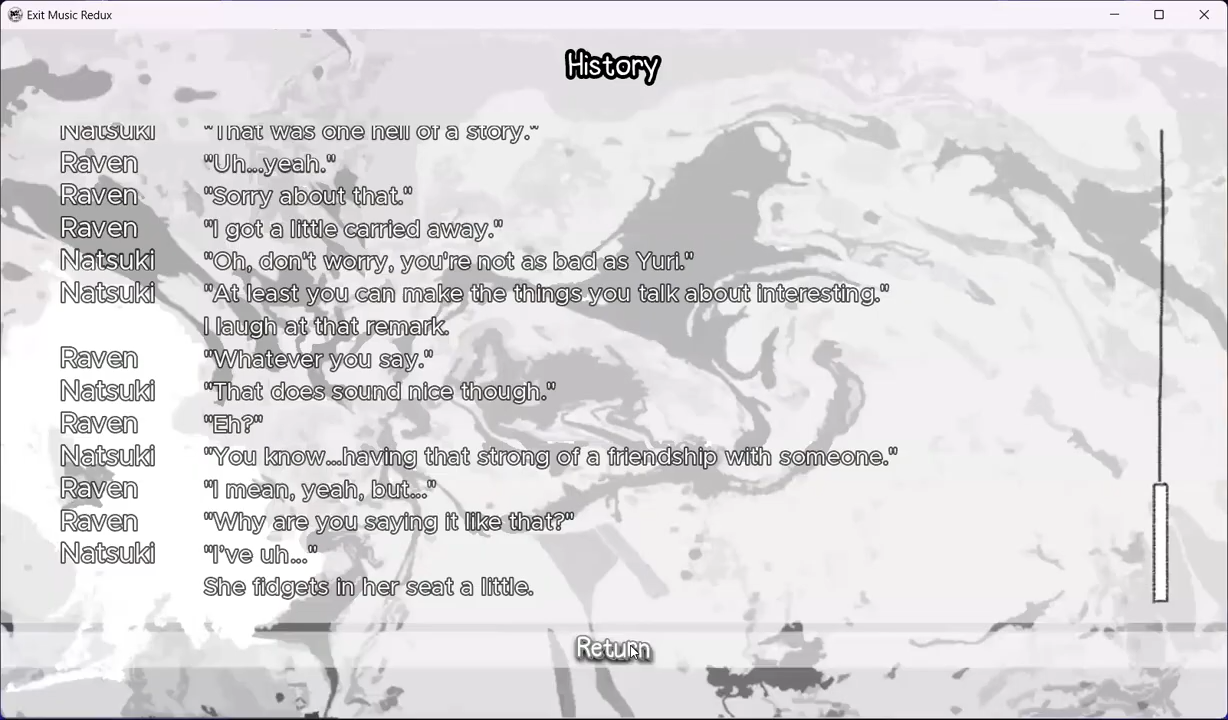 Exit Music Redux
History
Natsuki "That was one hell of a story."
Raven "Uh...yeah."
Raven "Sorry about that."
Raven "I got a little carried away."
Natsuki "Oh, don't worry, you're not as bad as Yuri."
Natsuki "At least you can make the things you talk about interesting."
I laugh at that remark.
Raven "Whatever you say."
Natsuki "That does sound nice though."
Raven "Eh?"
Natsuki "You know...having that strong of a friendship with someone."
Raven "I mean, yeah, but..."
Raven "Why are you saying it like that?"
Natsuki "I've uh..."
She fidgets in her seat a little.
Return